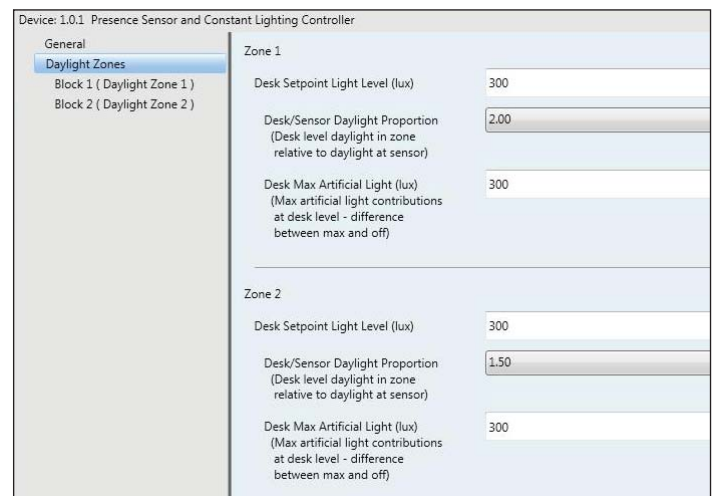 Device: 1.0.1 Presence Sensor and Constant Lighting Controller
General
Daylight Zones
Block 1 ( Daylight Zone 1 )
Block 2 ( Daylight Zone 2 )
Zone 1
Desk Setpoint Light Level (lux) 300
Desk/Sensor Daylight Proportion 2.00
(Desk level daylight in zone
relative to daylight at sensor)
Desk Max Artificial Light (lux) 300
(Max artificial light contributions
at desk level - difference
between max and off)
Zone 2
Desk Setpoint Light Level (lux) 300
Desk/Sensor Daylight Proportion 1.50
(Desk level daylight in zone
relative to daylight at sensor)
Desk Max Artificial Light (lux) 300
(Max artificial light contributions
at desk level - difference
between max and off)